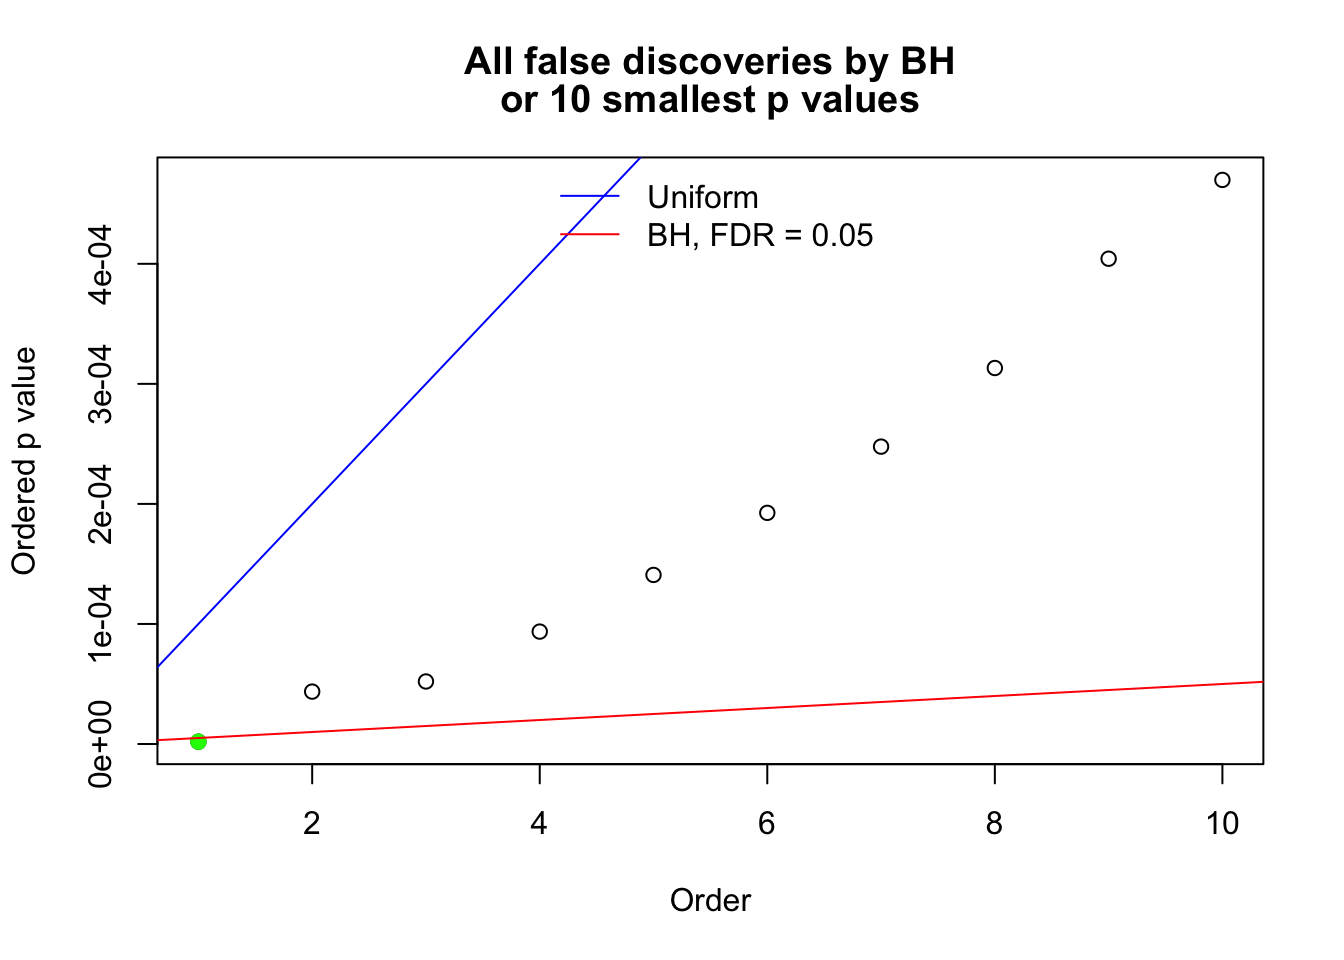 All false discoveries by BH
or 10 smallest p values
Uniform
BH, FDR = 0.05
Ordered p value
4e-04
3e-04
2e-04
1e-04
0e+00
2 4 6 8 10
Order